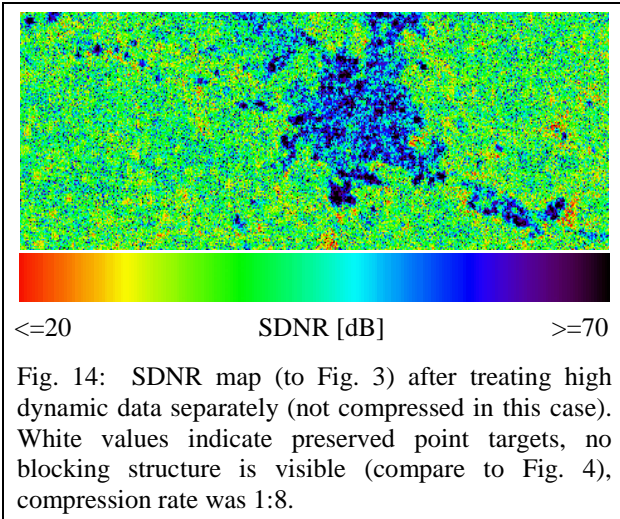 <=20 SDNR [dB] >=70
Fig. 14: SDNR map (to Fig. 3) after treating high
dynamic data separately (not compressed in this case).
White values indicate preserved point targets, no
blocking structure is visible (compare to Fig. 4),
compression rate was 1:8.